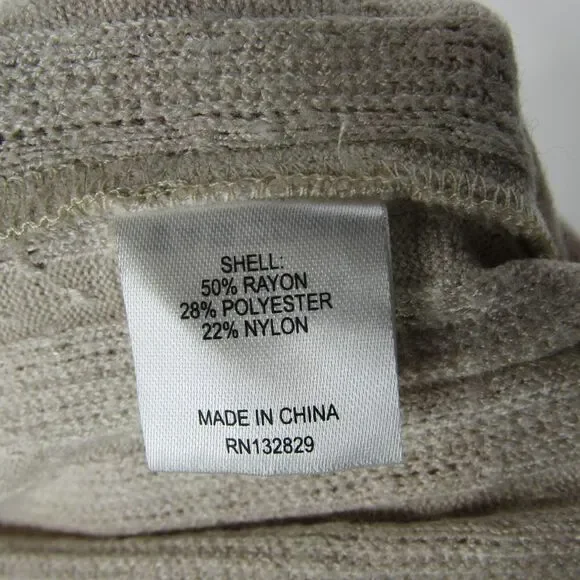 SHELL:
50% RAYON
28% POLYESTER
22% NYLON
MADE IN CHINA
RN132829